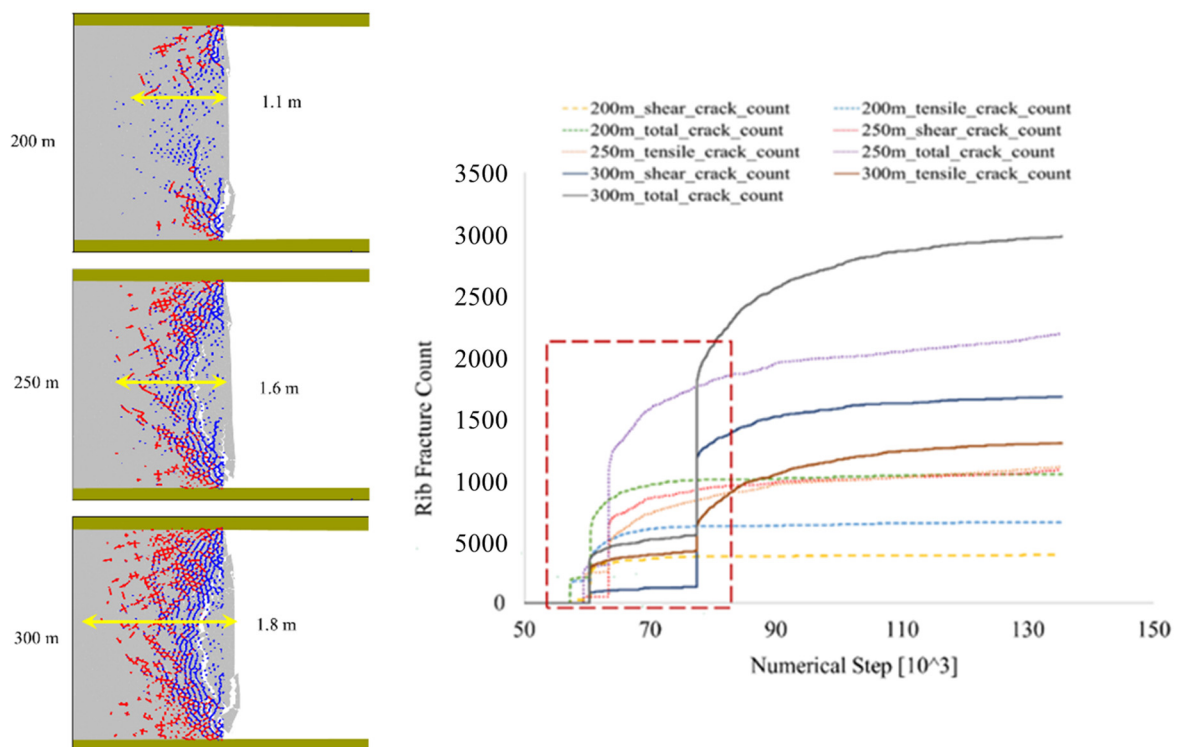 200 m
1.1 m
250 m
1.6 m
300 m
1.8 m
200m_shear_crack_count 200m_tensile_crack_count
200m_total_crack_count 250m_shear_crack_count
250m_tensile_crack_count 250m_total_crack_count
300m_shear_crack_count 300m_tensile_crack_count
300m_total_crack_count
Rib Fracture Count
3500
3000
2500
2000
1500
1000
5000
0
50 70 90 110 130 150
Numerical Step [10^3]